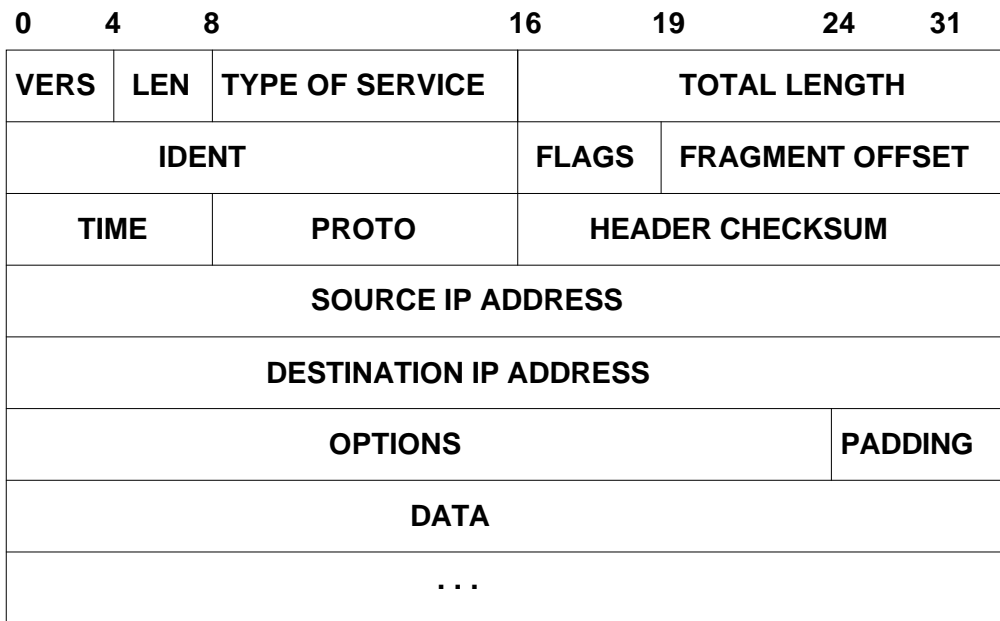 0 4 8 16 19 24 31
VERS LEN TYPE OF SERVICE TOTAL LENGTH
IDENT FLAGS FRAGMENT OFFSET
TIME PROTO HEADER CHECKSUM
SOURCE IP ADDRESS
DESTINATION IP ADDRESS
OPTIONS PADDING
DATA
. . .